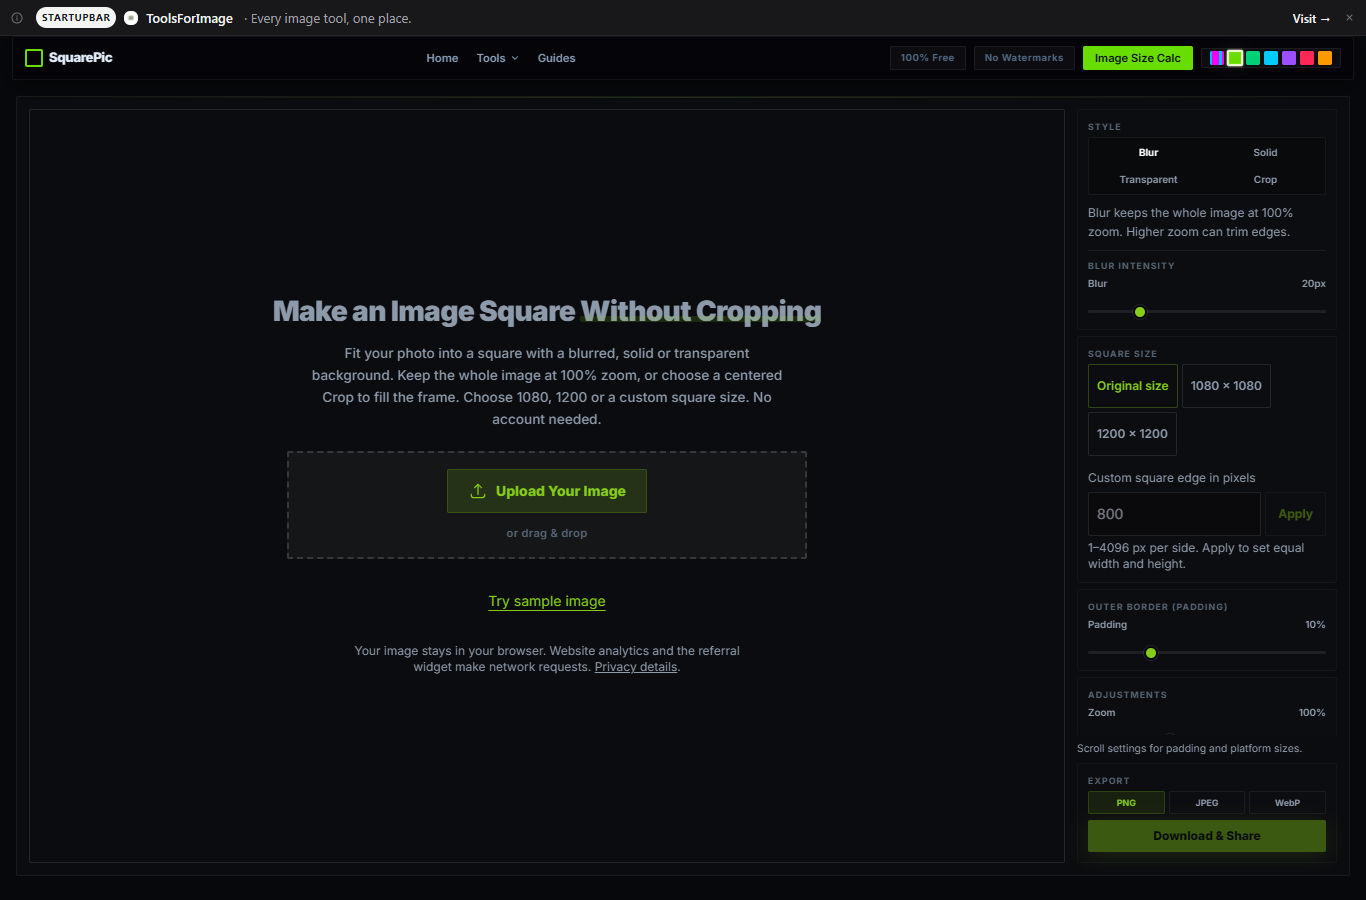 STARTUPBAR ToolsForImage · Every image tool, one place. Visit →
SquarePic Home Tools Guides 100% Free No Watermarks Image Size Calc
Make an Image Square Without Cropping
Fit your photo into a square with a blurred, solid or transparent
background. Keep the whole image at 100% zoom, or choose a centered
Crop to fill the frame. Choose 1080, 1200 or a custom square size. No
account needed.
Upload Your Image
or drag & drop
Try sample image
Your image stays in your browser. Website analytics and the referral
widget make network requests. Privacy details.
STYLE
Blur Solid
Transparent Crop
Blur keeps the whole image at 100%
zoom. Higher zoom can trim edges.
BLUR INTENSITY
Blur 20px
SQUARE SIZE
Original size 1080 × 1080
1200 × 1200
Custom square edge in pixels
800 Apply
1–4096 px per side. Apply to set equal
width and height.
OUTER BORDER (PADDING)
Padding 10%
ADJUSTMENTS
Zoom 100%
Scroll settings for padding and platform sizes.
EXPORT
PNG JPEG WebP
Download & Share